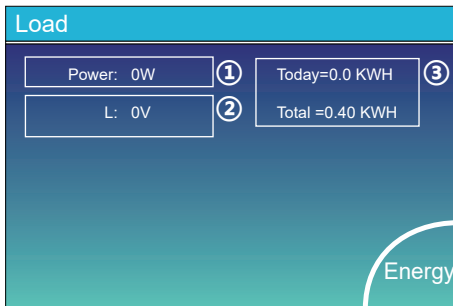 Load
Power: 0W
①
L: 0V
②
Today=0.0 KWH
③
Total =0.40 KWH
Energy